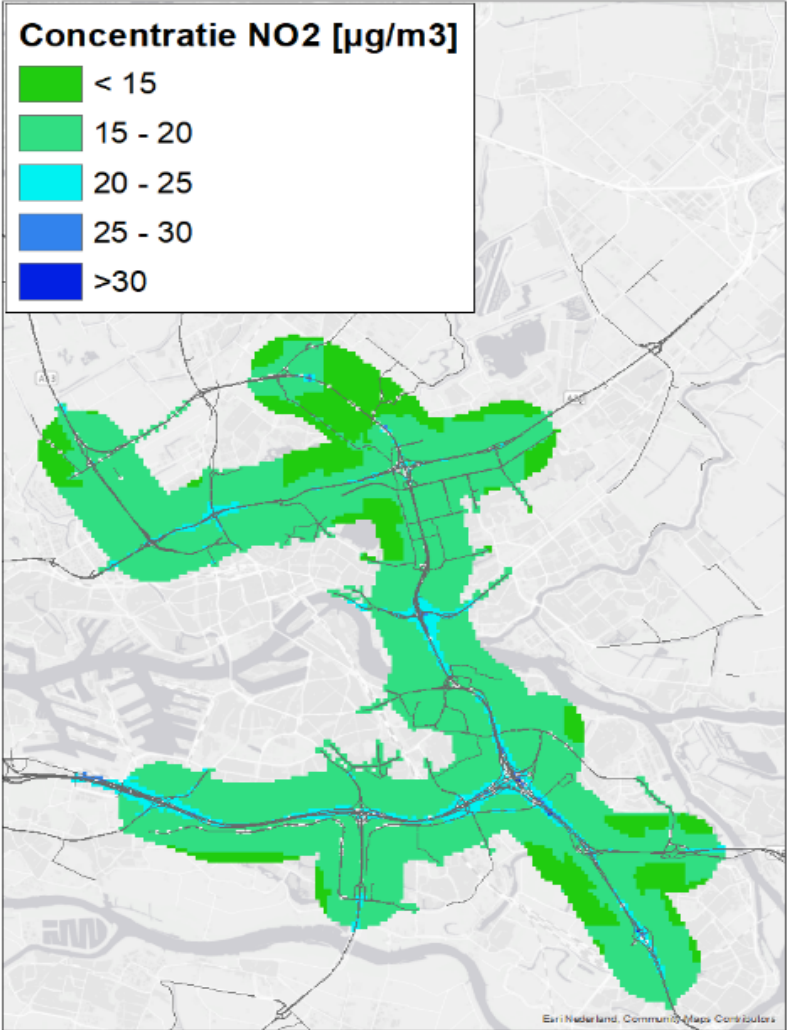 Concentratie NO2 [µg/m3]
< 15
15 - 20
20 - 25
25 - 30
>30
Esri Nederland, Community Maps Contributors